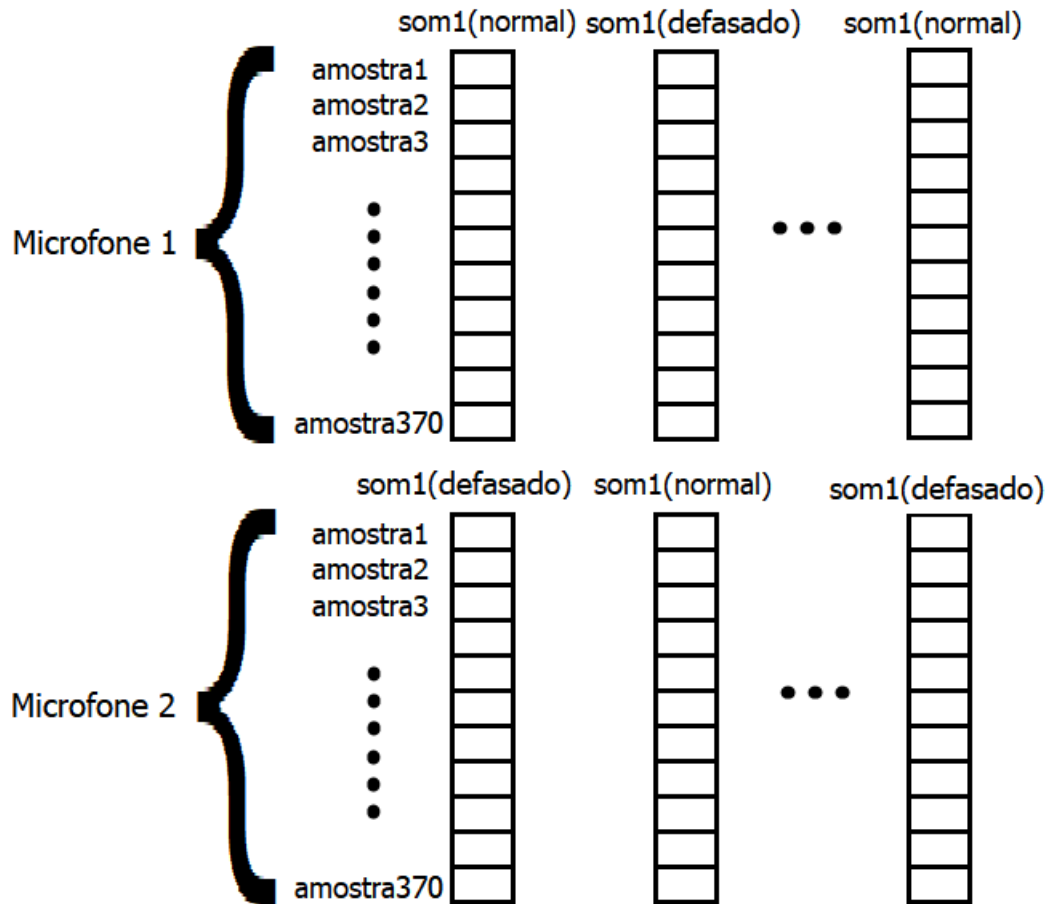 som1(normal) som1(defasado) som1(normal)
amostra1
amostra2
amostra3
Microfone 1
amostra370
som1(defasado) som1(normal) som1(defasado)
amostra1
amostra2
amostra3
Microfone 2
amostra370